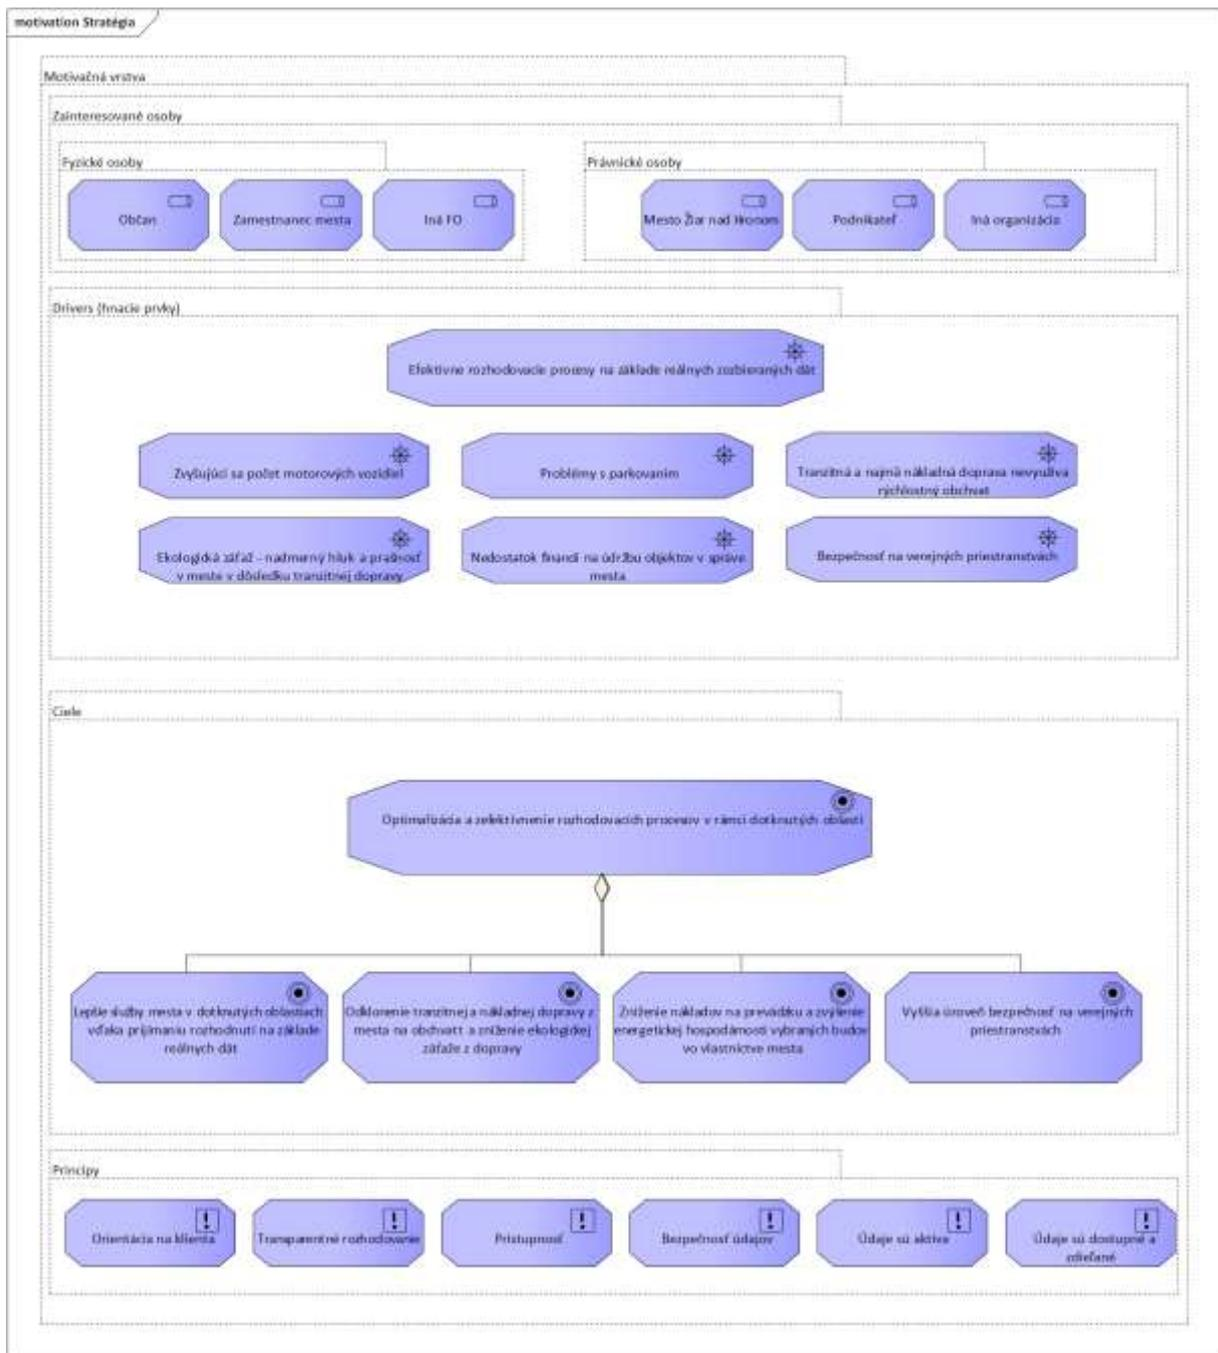 motivation Stratégia
Motivačná vrstva
Zainteresované osoby
Fyzické osoby
Právnické osoby
Občan
Zamestnanec mesta
Iná FO
Mesto Žiar nad Hronom
Podnikateľ
Iná organizácia
Drivers (hnacie prvky)
Efektívne rozhodovacie procesy na základe reálnych zozbieraných dát
Zvyšujúci sa počet motorových vozidiel
Problémy s parkovaním
Tranzitná a najmä nákladná doprava nevyužíva
rýchlostný obchvat
Ekologická záťaž - nadmerný hluk a prašnosť
v meste v dôsledku tranzitnej dopravy
Nedostatok financií na údržbu objektov v správe
mesta
Bezpečnosť na verejných priestranstvách
Ciele
Optimalizácia a zefektívnenie rozhodovacích procesov v rámci dotknutých oblastí
Lepšie služby mesta v dotknutých oblastiach
vďaka prijímaniu rozhodnutí na základe
reálnych dát
Odklonenie tranzitnej a nákladnej dopravy z
mesta na obchvatt a zníženie ekologickej
záťaže z dopravy
Zníženie nákladov na prevádzku a zvýšenie
energetickej hospodárnosti vybraných budov
vo vlastníctve mesta
Vyššia úroveň bezpečnosť na verejných
priestranstvách
Princípy
Orientácia na klienta
Transparentné rozhodovanie
Prístupnosť
Bezpečnosť údajov
Údaje sú aktíva
Údaje sú dostupné a
zdieľané